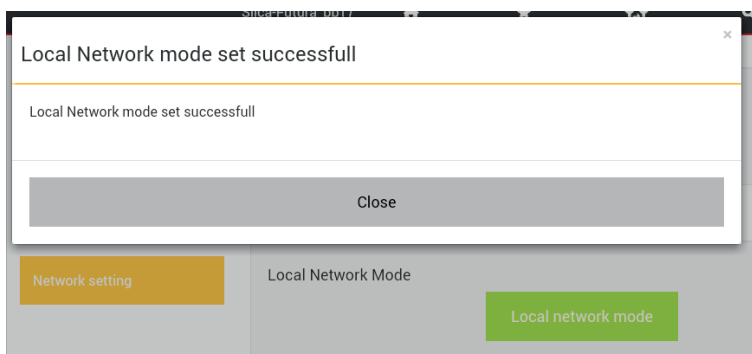 ×
Local Network mode set successfull
Local Network mode set successfull
Close
Network setting
Local Network Mode
Local network mode